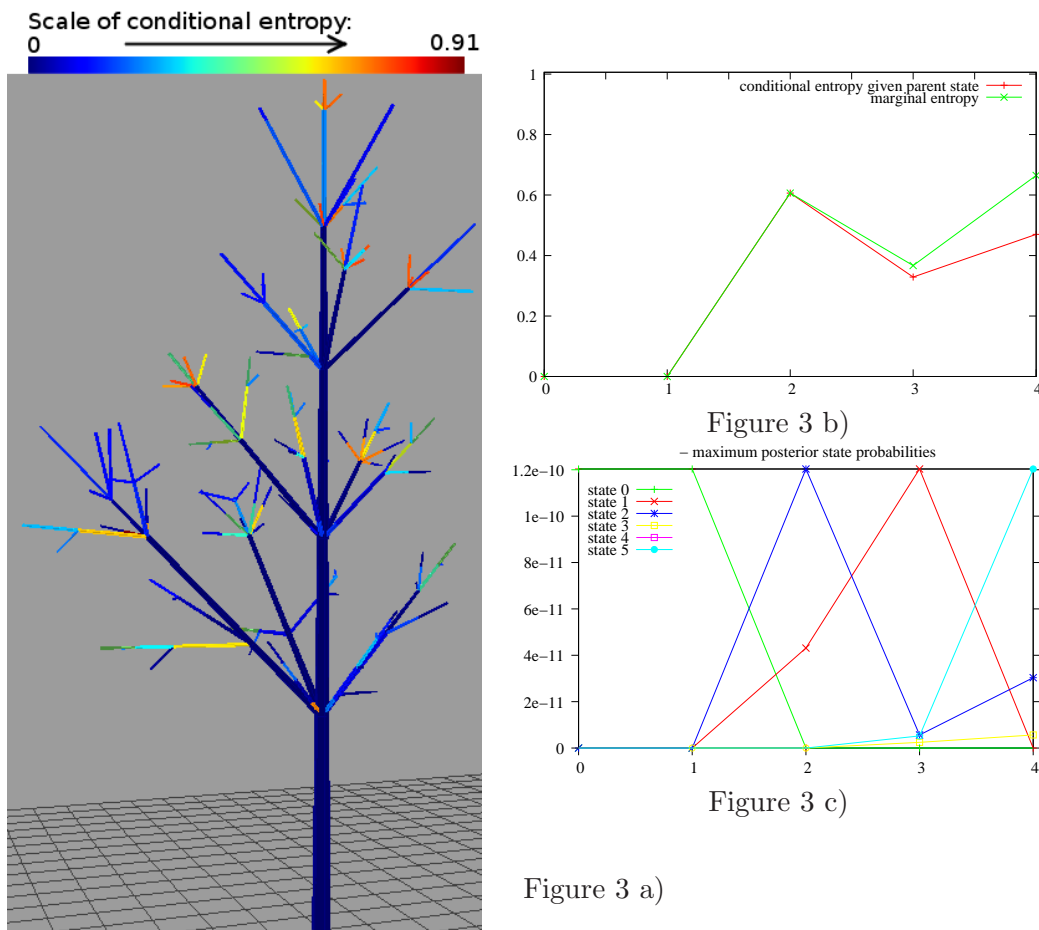 Scale of conditional entropy:
0 0.91
1
0.8
0.6
0.4
0.2
0
0 1 2 3 4
conditional entropy given parent state
marginal entropy
Figure 3 b)
– maximum posterior state probabilities
1.2e−10
1e−10
8e−11
6e−11
4e−11
2e−11
0
0 1 2 3 4
state 0
state 1
state 2
state 3
state 4
state 5
Figure 3 c)
Figure 3 a)